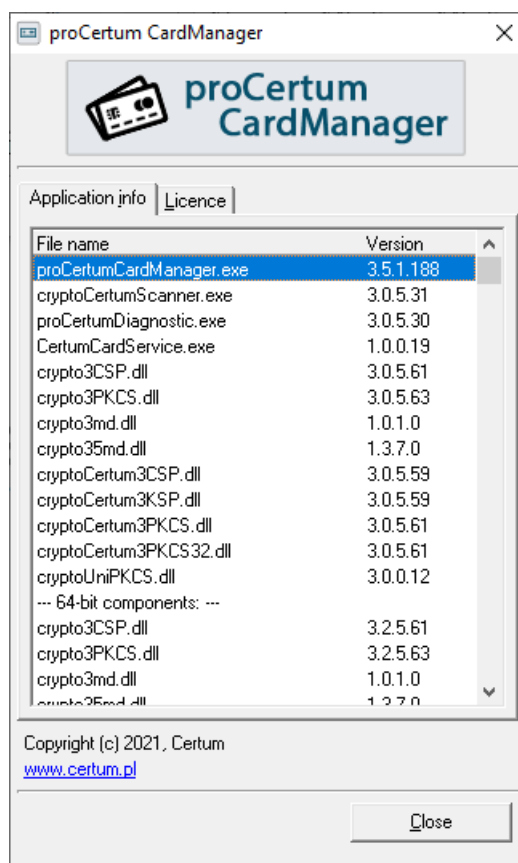 proCertum CardManager
proCertum
CardManager
Application info Licence
File name Version
proCertumCardManager.exe 3.5.1.188
cryptoCertumScanner.exe 3.0.5.31
proCertumDiagnostic.exe 3.0.5.30
CertumCardService.exe 1.0.0.19
crypto3CSP.dll 3.0.5.61
crypto3PKCS.dll 3.0.5.63
crypto3md.dll 1.0.1.0
crypto35md.dll 1.3.7.0
cryptoCertum3CSP.dll 3.0.5.59
cryptoCertum3KSP.dll 3.0.5.59
cryptoCertum3PKCS.dll 3.0.5.61
cryptoCertum3PKCS32.dll 3.0.5.61
cryptoUniPKCS.dll 3.0.0.12
--- 64-bit components: ---
crypto3CSP.dll 3.2.5.61
crypto3PKCS.dll 3.2.5.63
crypto3md.dll 1.0.1.0
crypto35md.dll 1.3.7.0
Copyright (c) 2021, Certum
www.certum.pl
Close